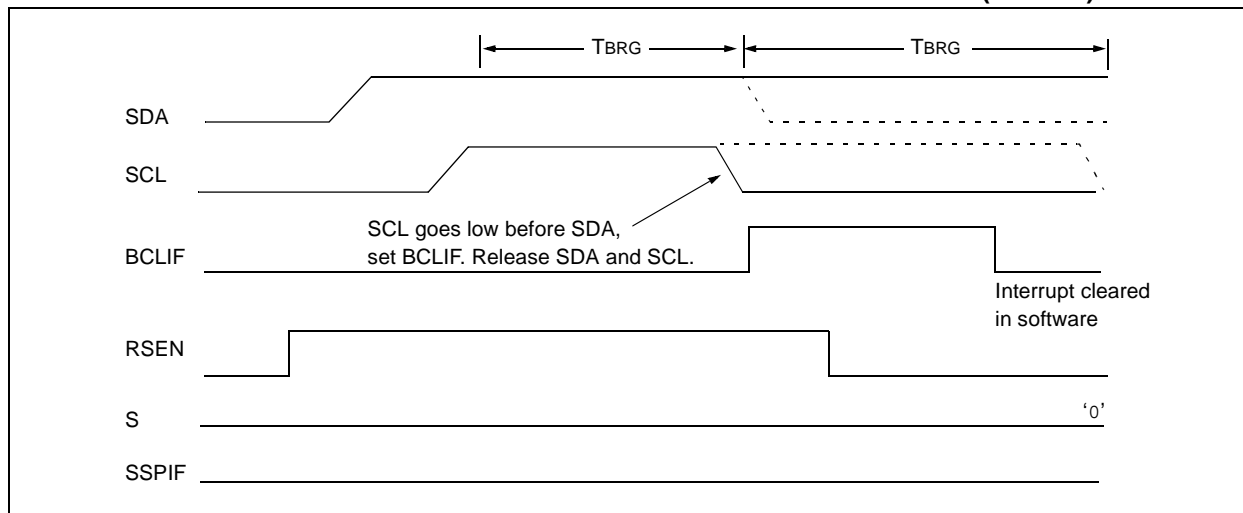 TBRG TBRG
SDA
SCL
SCL goes low before SDA,
set BCLIF. Release SDA and SCL.
BCLIF
Interrupt cleared
in software
RSEN
‘0’
S
SSPIF